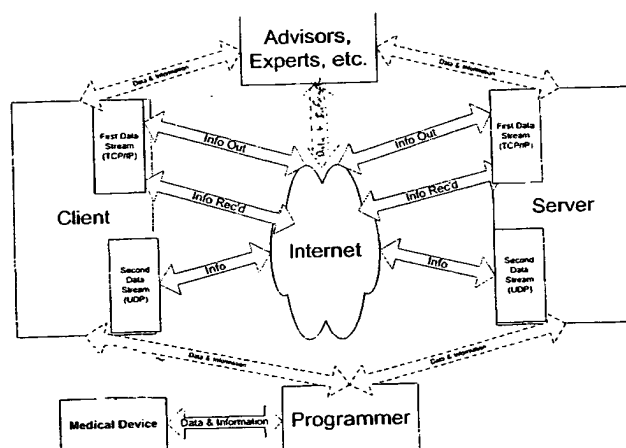 Advisors,
Experts, etc.
Data & Information
Data & Information
First Data
Stream
(TCP/IP)
Info Out
Info Out
First Data
Stream
(TCP/IP)
Info Rec'd
Info Rec'd
Client
Internet
Server
Second
Data
Stream
(UDP)
Info
Info
Second
Data
Stream
(UDP)
Data & Information
Data & Information
Medical Device
Data & Information
Programmer